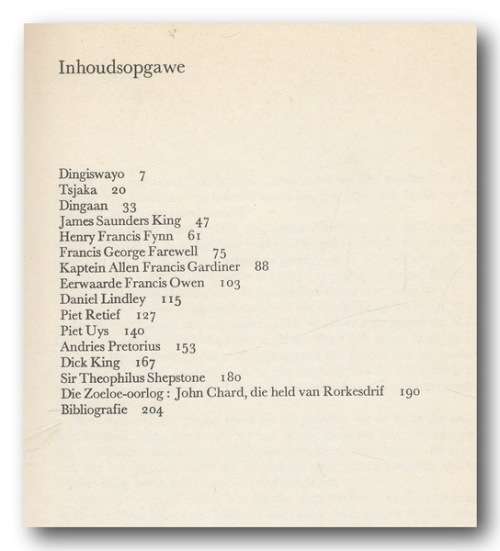 Inhoudsopgawe
Dingiswayo 7
Tsjaka 20
Dingaan 33
James Saunders King 47
Henry Francis Fynn 61
Francis George Farewell 75
Kaptein Allen Francis Gardiner 88
Eerwaarde Francis Owen 103
Daniel Lindley 115
Piet Retief 127
Piet Uys 140
Andries Pretorius 153
Dick King 167
Sir Theophilus Shepstone 180
Die Zoeloe-oorlog : John Chard, die held van Rorkesdrif 190
Bibliografie 204